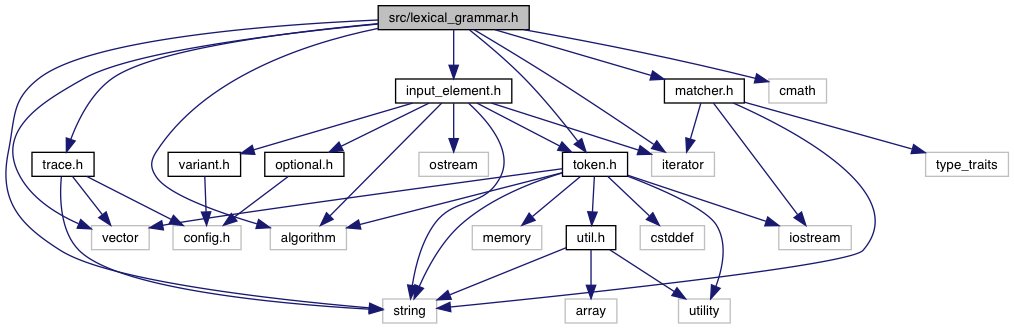 src/lexical_grammar.h
input_element.h
matcher.h
cmath
trace.h
variant.h
optional.h
ostream
token.h
iterator
type_traits
vector
config.h
algorithm
memory
util.h
cstddef
iostream
string
array
utility